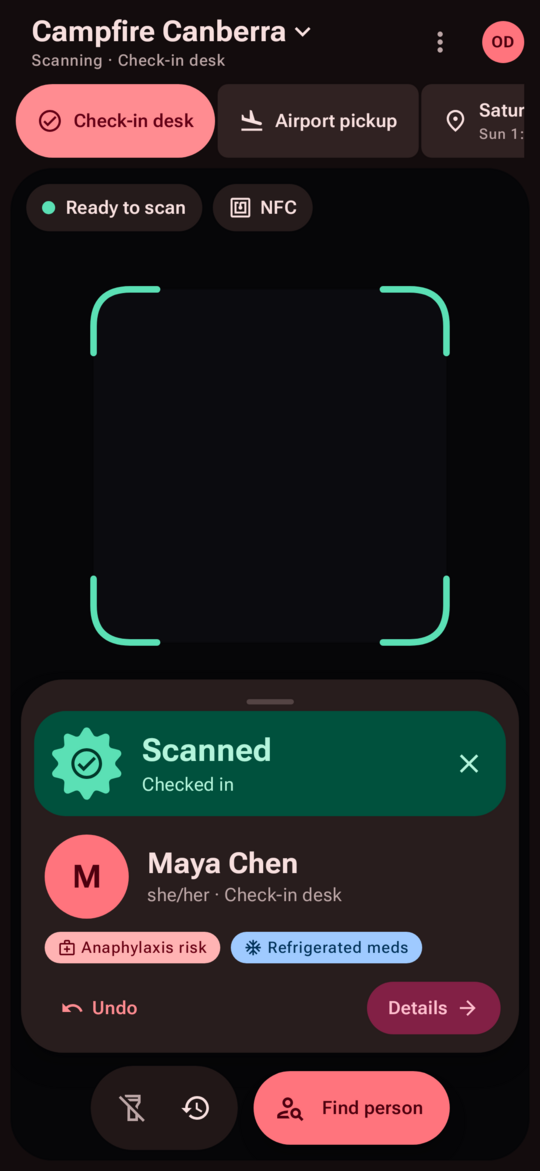 Campfire Canberra
Scanning · Check-in desk
OD
Check-in desk
Airport pickup
Satur
Sun 1:
Ready to scan
NFC
Scanned
Checked in
M
Maya Chen
she/her · Check-in desk
Anaphylaxis risk
Refrigerated meds
Undo
Details
Find person